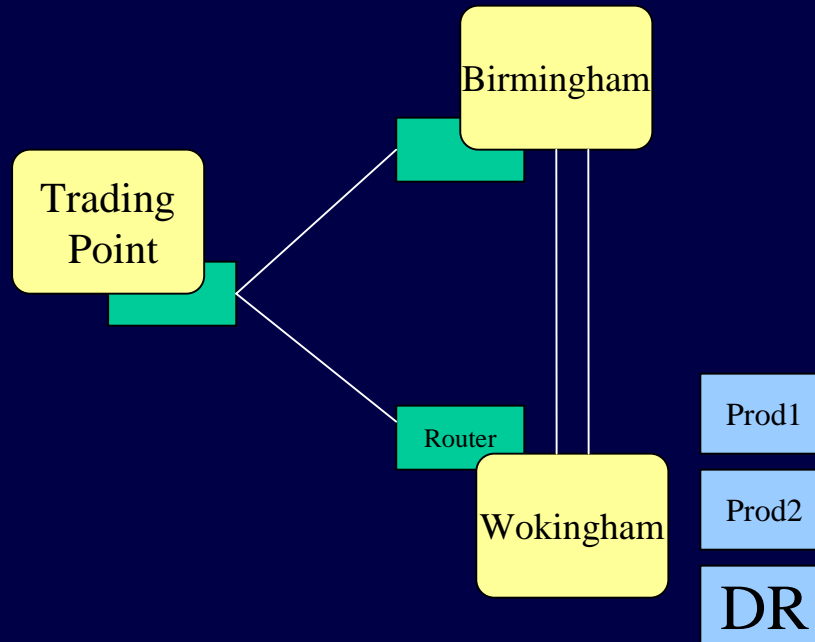 Birmingham
Trading
Point
Router
Wokingham
Prod1
Prod2
DR